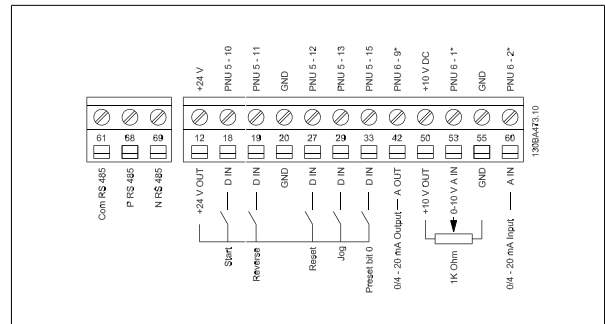 +24 V
PNU 5 - 10
PNU 5 - 11
GND
PNU 5 - 12
PNU 5 - 13
PNU 5 - 15
PNU 6 - 9*
+10 V DC
PNU 6 - 1*
GND
PNU 6 - 2*
61 68 69 12 18 19 20 27 29 33 42 50 53 55 60
Com RS 485
P RS 485
N RS 485
+24 V OUT
D IN
D IN
GND
D IN
D IN
D IN
0/4 - 20 mA Output
A OUT
+10 V OUT
0-10 V A IN
GND
0/4 - 20 mA Input
A IN
Start
Reverse
Reset
Jog
Preset bit 0
1K Ohm
130BA473.10